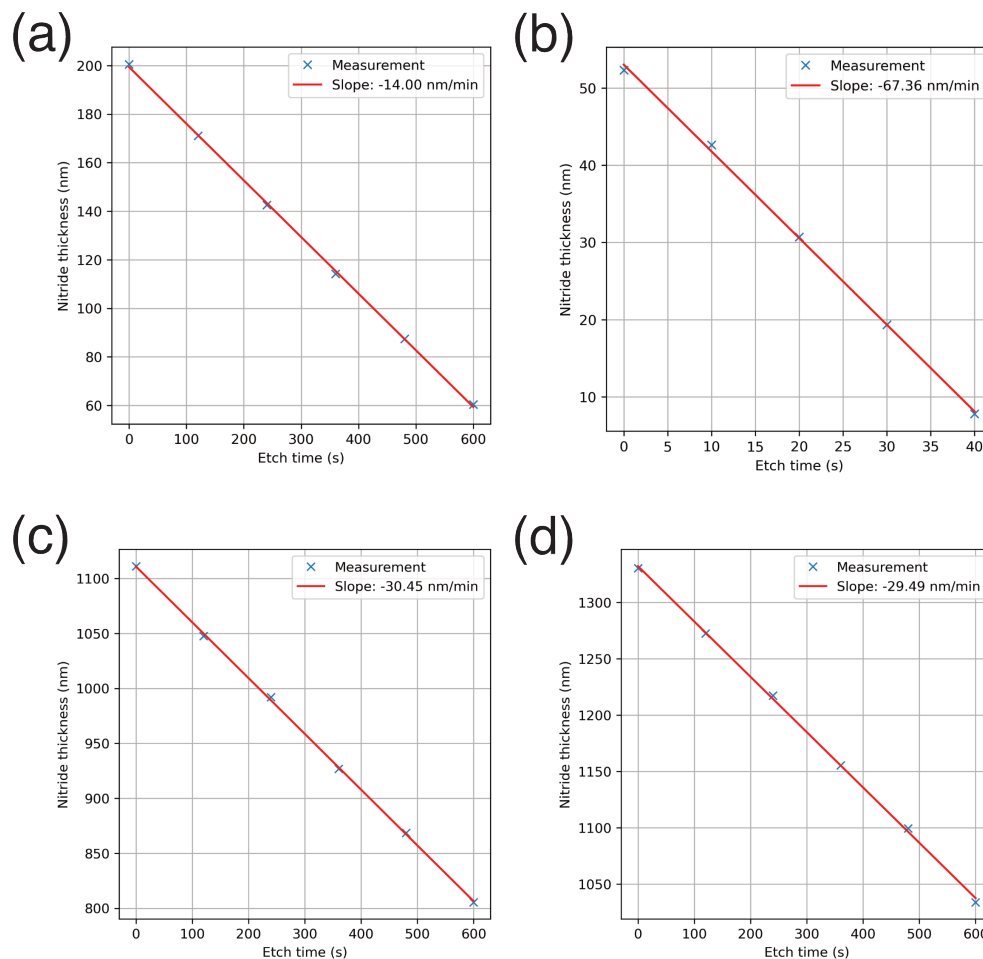 (a)
Measurement
Slope: -14.00 nm/min
200
180
160
140
120
100
80
60
Nitride thickness (nm)
0 100 200 300 400 500 600
Etch time (s)
(b)
Measurement
Slope: -67.36 nm/min
50
40
30
20
10
Nitride thickness (nm)
0 5 10 15 20 25 30 35 40
Etch time (s)
(c)
Measurement
Slope: -30.45 nm/min
1100
1050
1000
950
900
850
800
Nitride thickness (nm)
0 100 200 300 400 500 600
Etch time (s)
(d)
Measurement
Slope: -29.49 nm/min
1300
1250
1200
1150
1100
1050
Nitride thickness (nm)
0 100 200 300 400 500 600
Etch time (s)